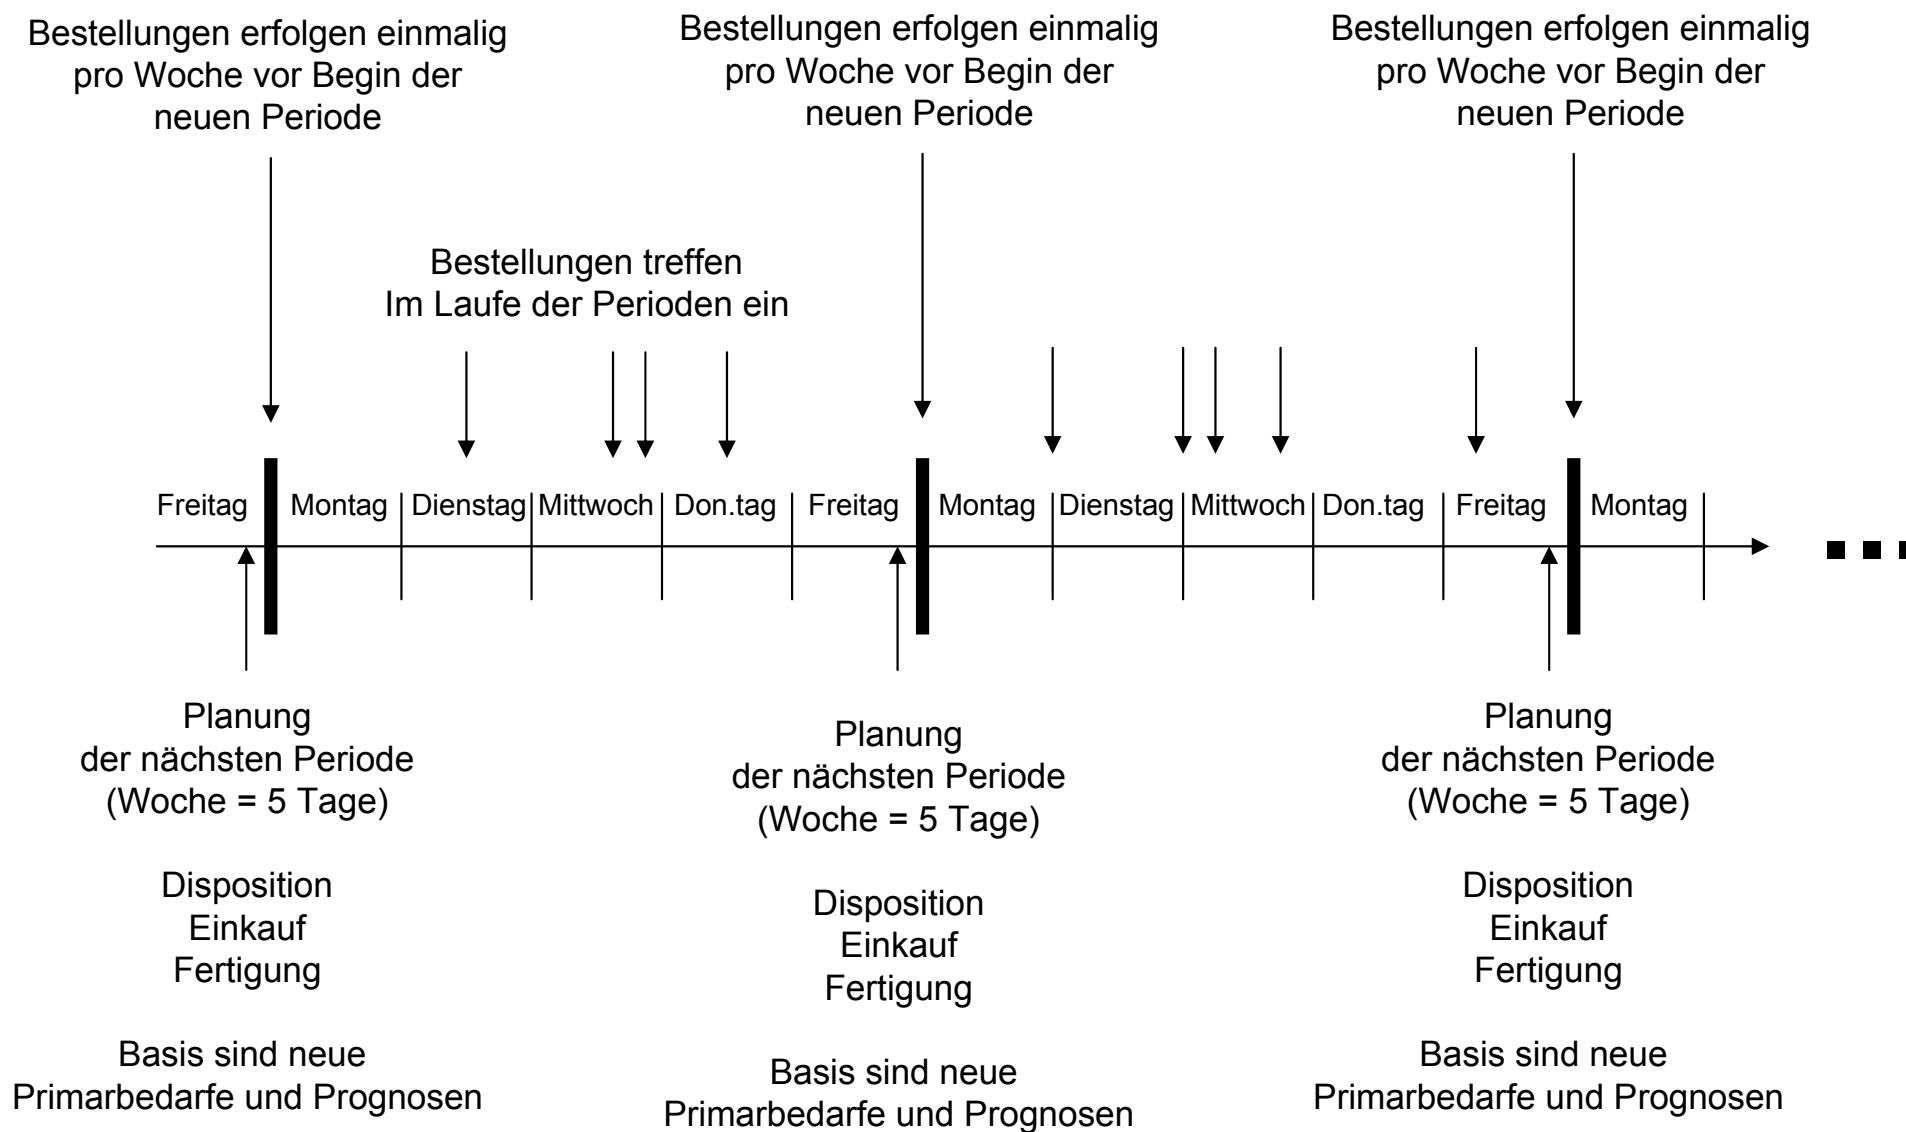 Bestellungen erfolgen einmalig
pro Woche vor Begin der
neuen Periode
Bestellungen erfolgen einmalig
pro Woche vor Begin der
neuen Periode
Bestellungen erfolgen einmalig
pro Woche vor Begin der
neuen Periode
Bestellungen treffen
Im Laufe der Perioden ein
Freitag Montag Dienstag Mittwoch Don.tag Freitag Montag Dienstag Mittwoch Don.tag Freitag Montag
Planung
der nächsten Periode
(Woche = 5 Tage)
Disposition
Einkauf
Fertigung
Basis sind neue
Primarbedarfe und Prognosen
Planung
der nächsten Periode
(Woche = 5 Tage)
Disposition
Einkauf
Fertigung
Basis sind neue
Primarbedarfe und Prognosen
Planung
der nächsten Periode
(Woche = 5 Tage)
Disposition
Einkauf
Fertigung
Basis sind neue
Primarbedarfe und Prognosen